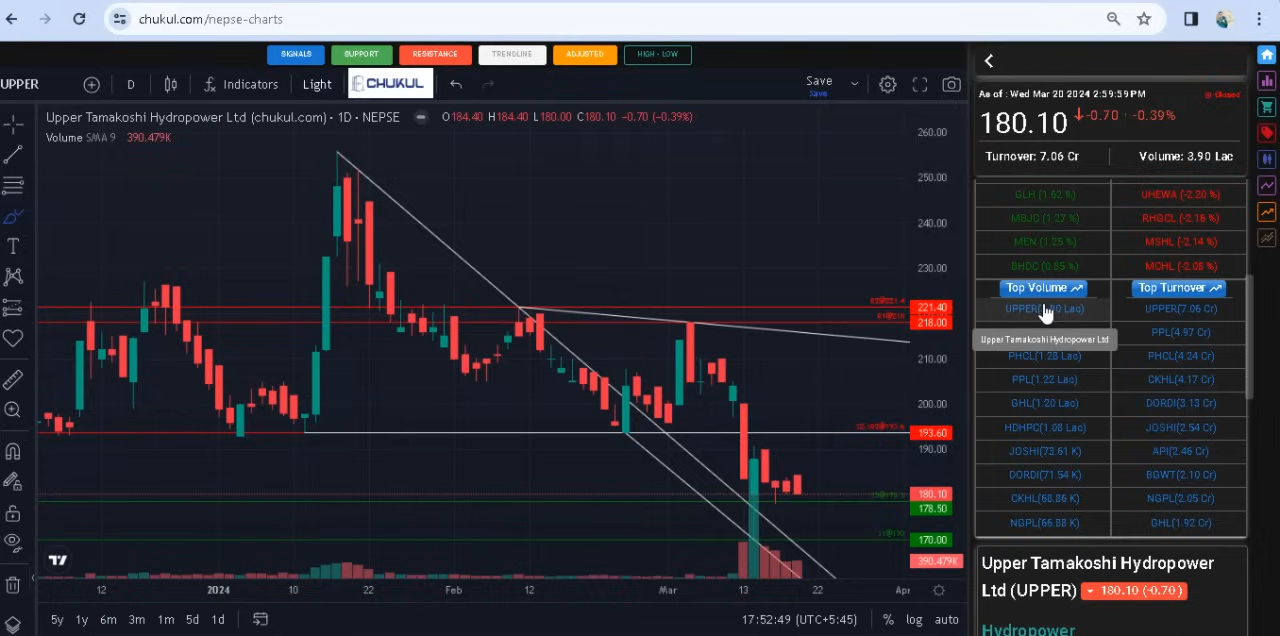 chukul.com/nepse-charts
SIGNALS SUPPORT RESISTANCE TRENDLINE ADJUSTED HIGH - LOW
UPPER D Indicators Light CHUKUL Save
Save
Upper Tamakoshi Hydropower Ltd (chukul.com) · 1D · NEPSE O184.40 H184.40 L180.00 C180.10 -0.70 (-0.39%)
Volume SMA 9 390.479K
260.00
250.00
240.00
230.00
221.40
218.00
210.00
200.00
193.60
190.00
180.10
178.50
170.00
390.479K
12 2024 10 22 Feb 12 Mar 13 22 Apr
5y 1y 6m 3m 1m 5d 1d 17:52:49 (UTC+5:45) % log auto
As of : Wed Mar 20 2024 2:59:59 PM Closed
180.10 -0.70 -0.39%
Turnover: 7.06 Cr Volume: 3.90 Lac
GLH (1.62 %) UHEWA (-2.20 %)
MBJC (1.27 %) RHGCL (-2.16 %)
MEN (1.25 %) MSHL (-2.14 %)
BHDC (0.85 %) MCHL (-2.08 %)
Top Volume Top Turnover
UPPER Lac) UPPER(7.06 Cr)
Upper Tamakoshi Hydropower Ltd PPL(4.97 Cr)
PHCL(1.28 Lac) PHCL(4.24 Cr)
PPL(1.22 Lac) CKHL(4.17 Cr)
GHL(1.20 Lac) DORDI(3.13 Cr)
HDHPC(1.08 Lac) JOSHI(2.54 Cr)
JOSHI(73.61 K) API(2.46 Cr)
DORDI(71.54 K) BGWT(2.10 Cr)
CKHL(68.86 K) NGPL(2.05 Cr)
NGPL(66.88 K) GHL(1.92 Cr)
Upper Tamakoshi Hydropower
Ltd (UPPER) 180.10 (-0.70)
Hydropower